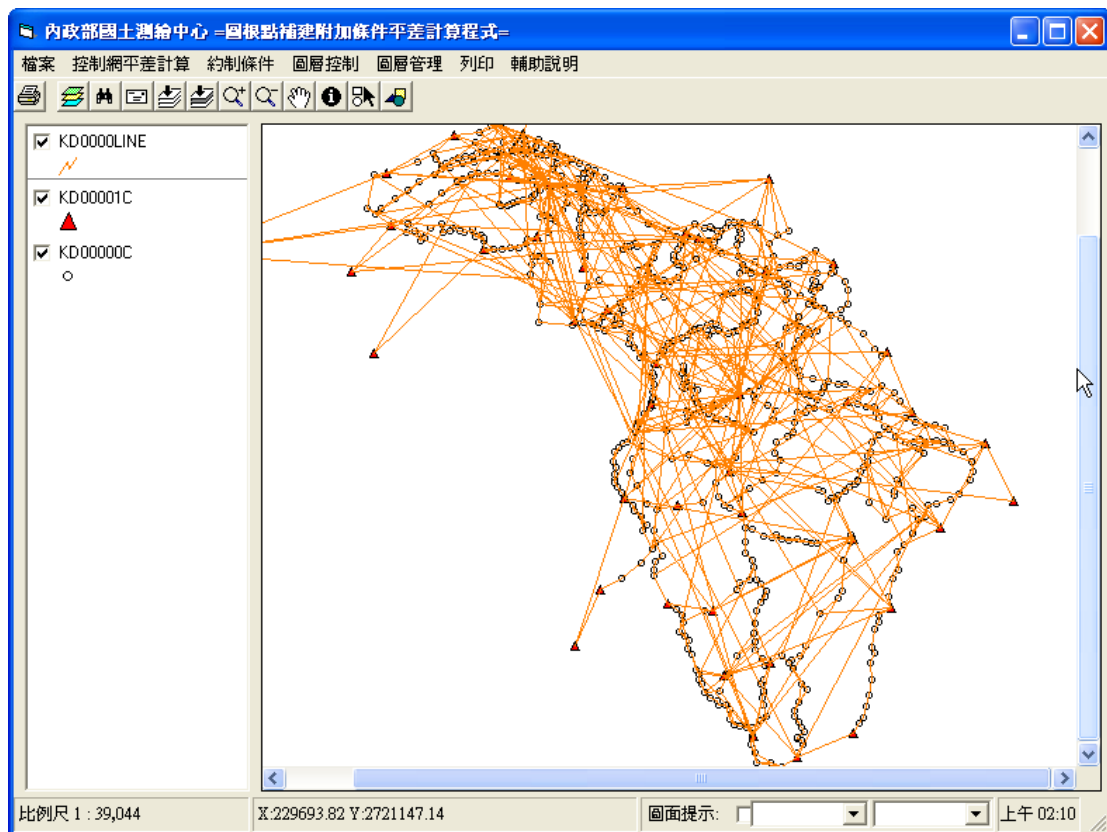 內政部國土測繪中心 =圖根點補建附加條件平差計算程式=
檔案 控制網平差計算 約制條件 圖層控制 圖層管理 列印 輔助說明
KD0000LINE
KD00001C
KD00000C
比例尺 1 : 39,044 X:229693.82 Y:2721147.14 圖面提示: 上午 02:10